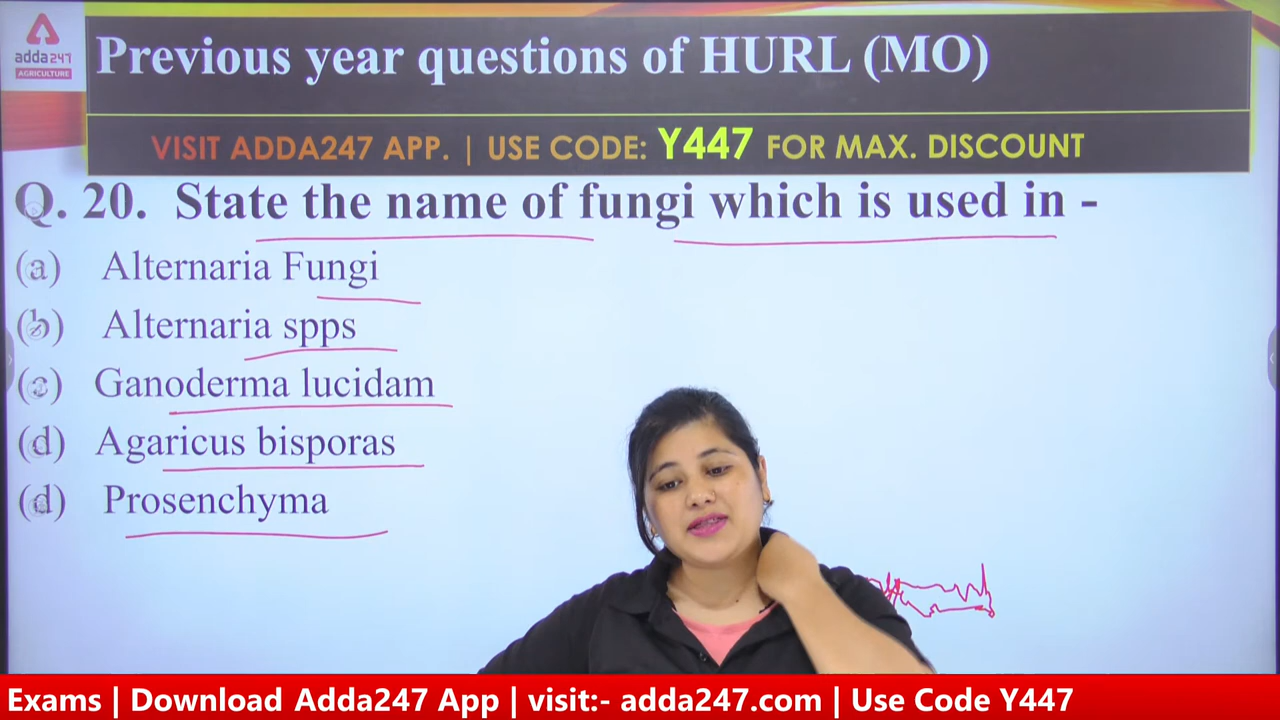 adda247
AGRICULTURE
Previous year questions of HURL (MO)
VISIT ADDA247 APP. | USE CODE: Y447 FOR MAX. DISCOUNT
Q. 20. State the name of fungi which is used in -
(a) Alternaria Fungi
(b) Alternaria spps
(c) Ganoderma lucidam
(d) Agaricus bisporas
(d) Prosenchyma
Exams | Download Adda247 App | visit:- adda247.com | Use Code Y447